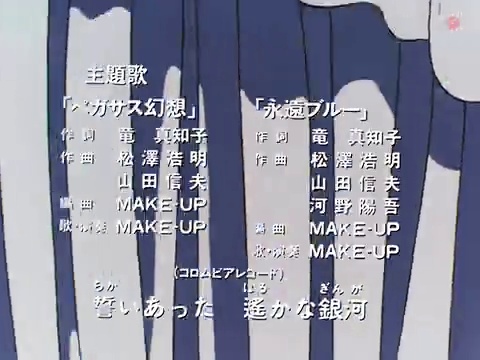 主題歌
「ペガサス幻想」
作詞 竜 真知子
作曲 松澤浩明
山田信夫
編曲 MAKE-UP
歌・演奏 MAKE-UP
「永遠ブルー」
作詞 竜 真知子
作曲 松澤浩明
山田信夫
河野陽吾
編曲 MAKE-UP
歌・演奏 MAKE-UP
(コロムビアレコード)
ちか はる ぎんが
誓いあった 遙かな銀河